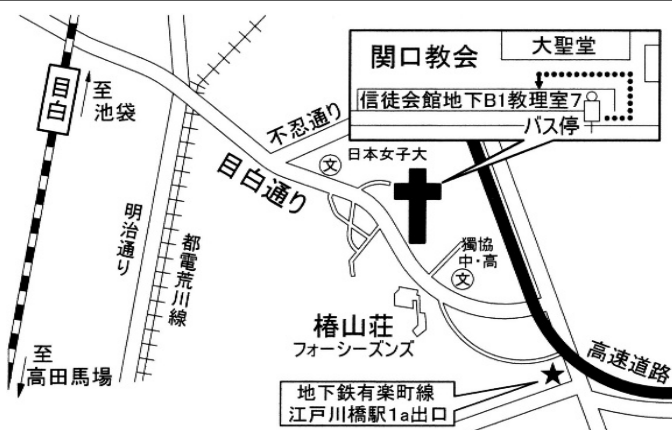 関口教会
大聖堂
信徒会館地下B1教理室7
バス停
目白
至
池袋
不忍通り
日本女子大
文
目白通り
明治通り
都電荒川線
獨協
中・高
文
椿山荘
フォーシーズンズ
至
高田馬場
高速道路
地下鉄有楽町線
江戸川橋駅1a出口